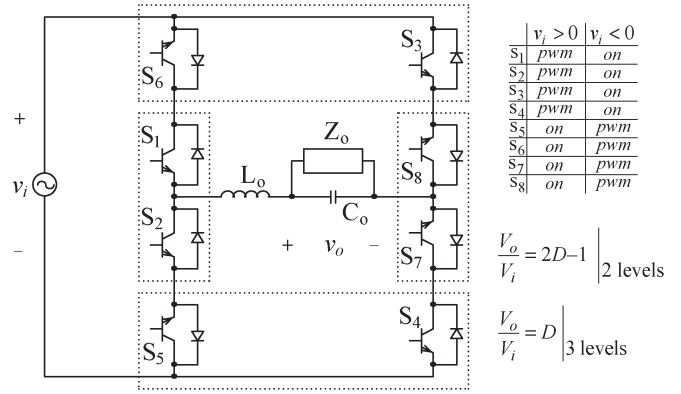 S₆
S₃
S₁
Zₒ
S₈
Lₒ
Cₒ
S₂
S₇
S₅
S₄
+
vᵢ
–
+ vₒ –
vᵢ >0 vᵢ <0
S₁ pwm on
S₂ pwm on
S₃ pwm on
S₄ pwm on
S₅ on pwm
S₆ on pwm
S₇ on pwm
S₈ on pwm
Vₒ/Vᵢ = 2D–1 | 2 levels
Vₒ/Vᵢ = D | 3 levels